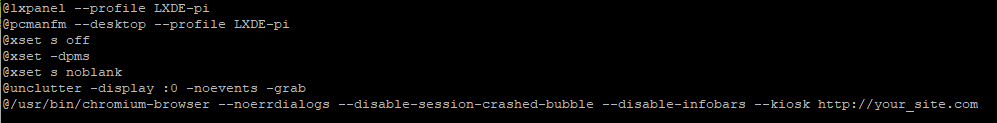 @lxpanel --profile LXDE-pi
@pcmanfm --desktop --profile LXDE-pi
@xset s off
@xset -dpms
@xset s noblank
@unclutter -display :0 -noevents -grab
@/usr/bin/chromium-browser --noerrdialogs --disable-session-crashed-bubble --disable-infobars --kiosk http://your_site.com